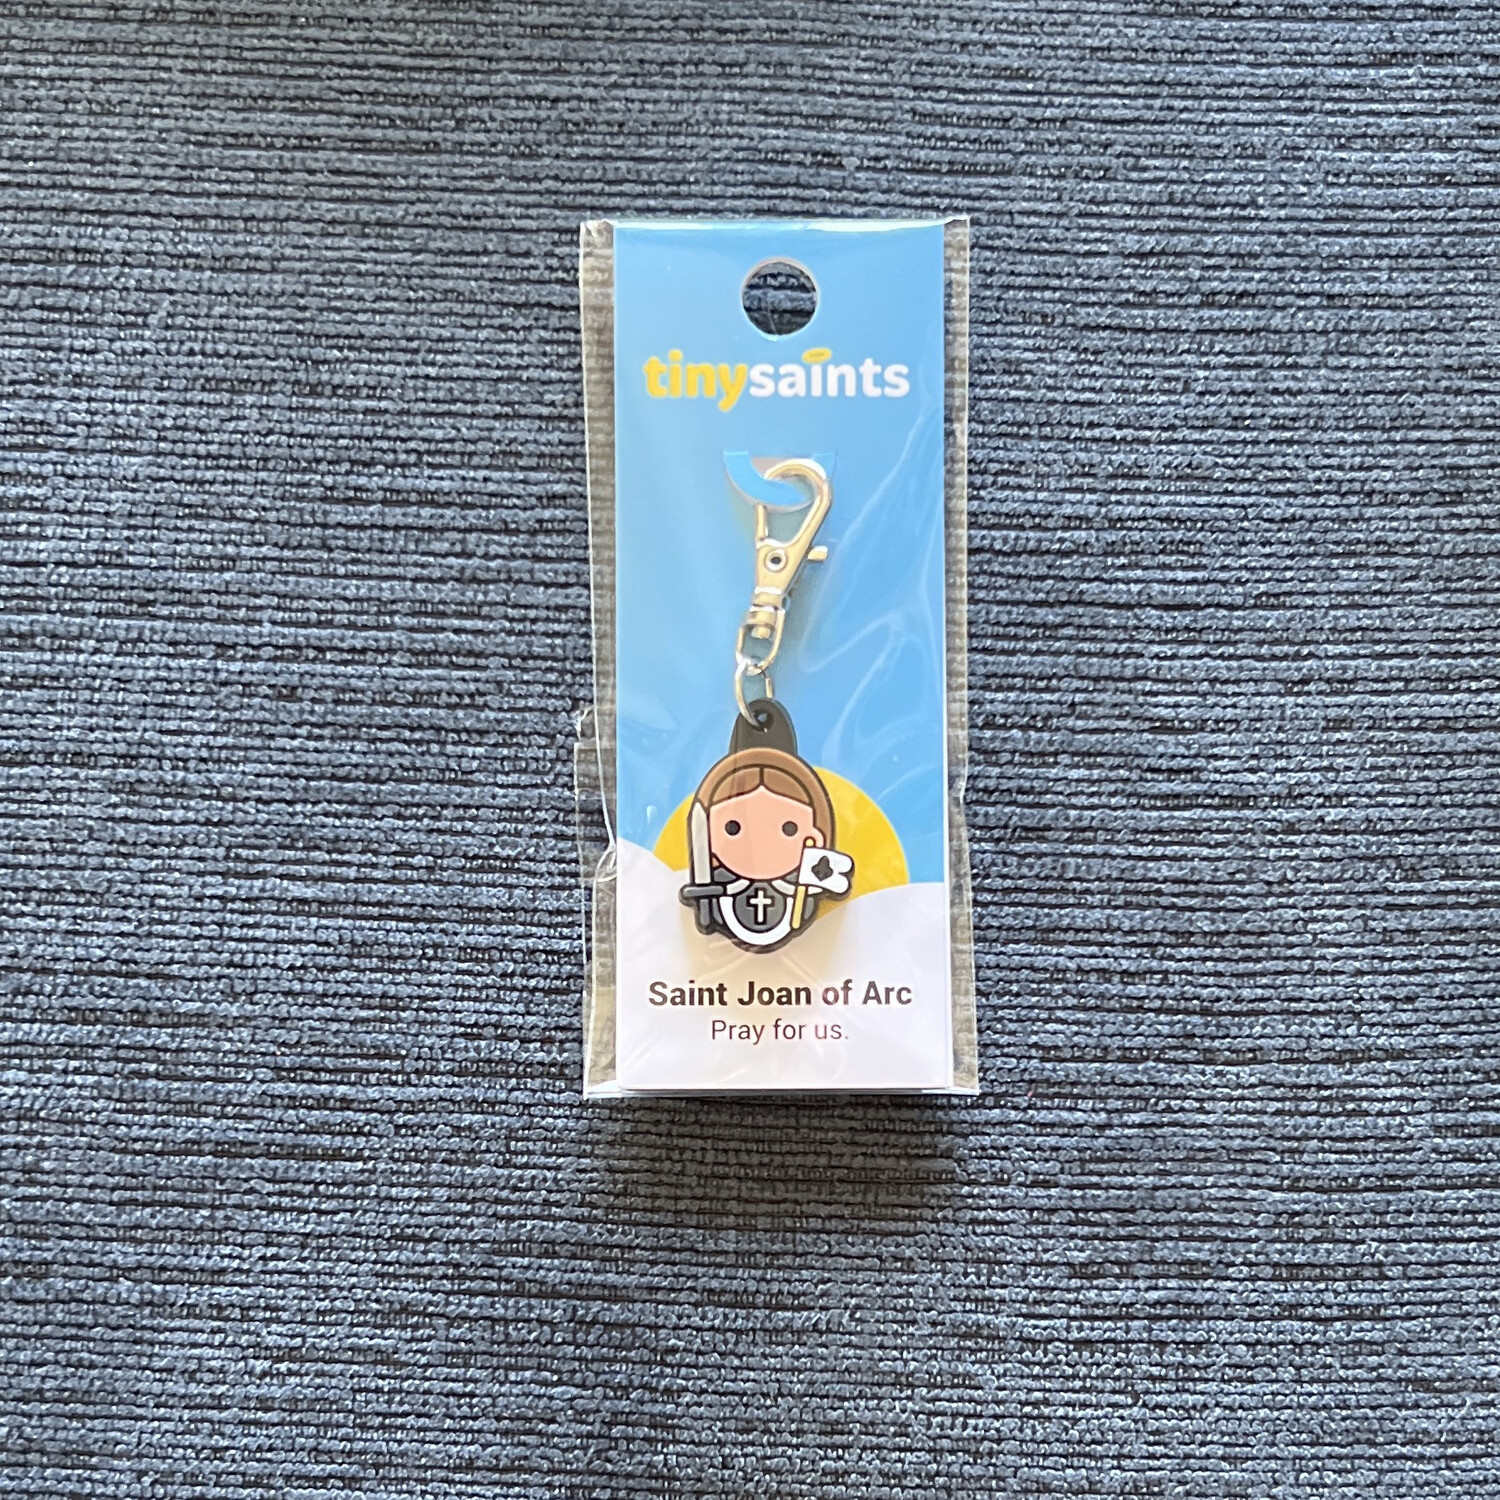 tinysaints
Saint Joan of Arc
Pray for us.